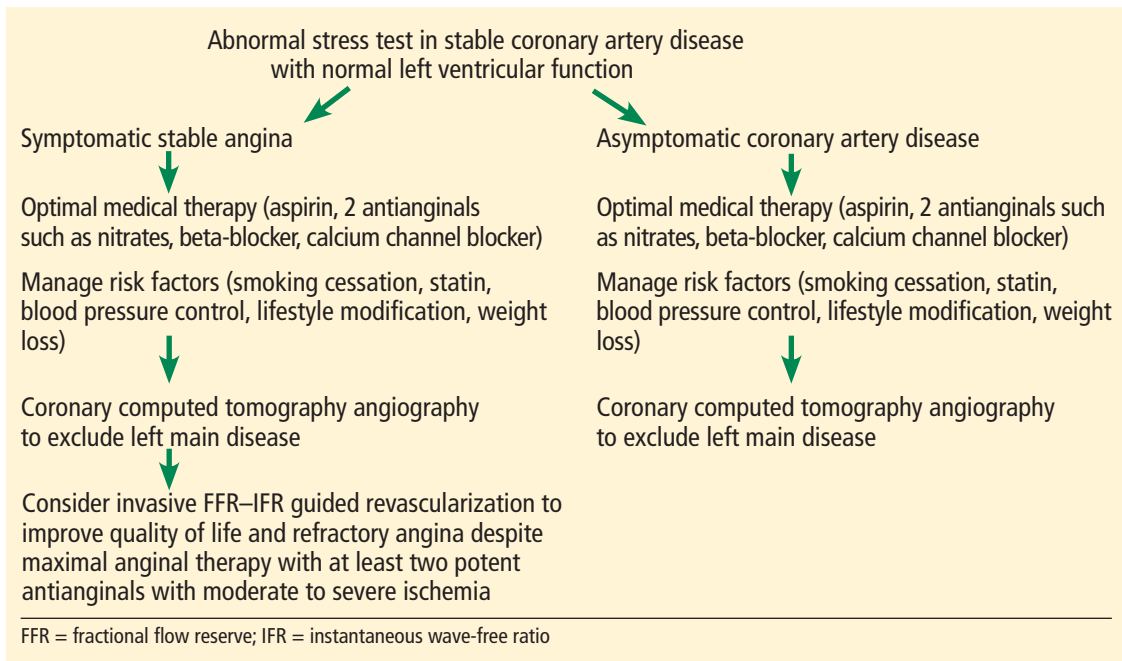 Abnormal stress test in stable coronary artery disease
with normal left ventricular function
Symptomatic stable angina
Optimal medical therapy (aspirin, 2 antianginals
such as nitrates, beta-blocker, calcium channel blocker)
Manage risk factors (smoking cessation, statin,
blood pressure control, lifestyle modification, weight
loss)
Coronary computed tomography angiography
to exclude left main disease
Consider invasive FFR–IFR guided revascularization to
improve quality of life and refractory angina despite
maximal anginal therapy with at least two potent
antianginals with moderate to severe ischemia
Asymptomatic coronary artery disease
Optimal medical therapy (aspirin, 2 antianginals such
as nitrates, beta-blocker, calcium channel blocker)
Manage risk factors (smoking cessation, statin,
blood pressure control, lifestyle modification, weight
loss)
Coronary computed tomography angiography
to exclude left main disease
FFR = fractional flow reserve; IFR = instantaneous wave-free ratio